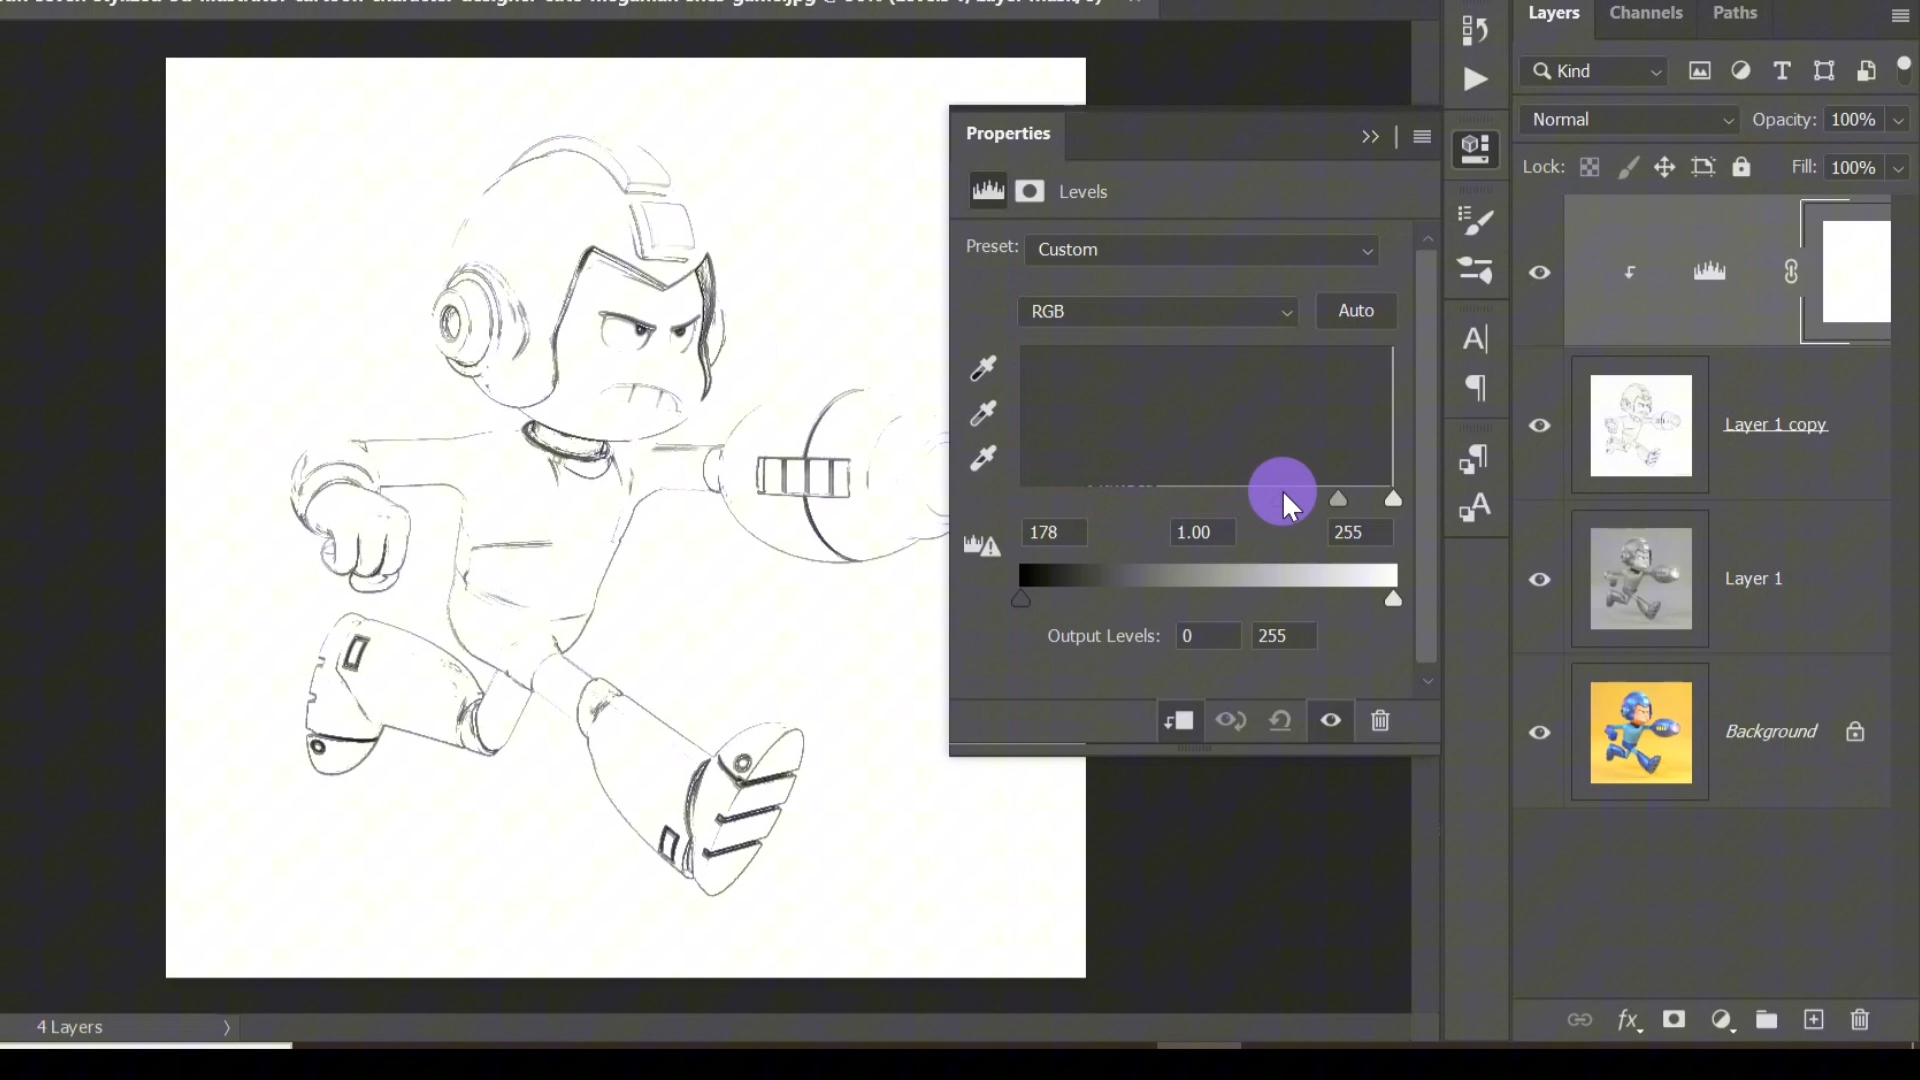 Layers Channels Paths
Kind
Normal Opacity: 100%
Lock: Fill: 100%
Properties
Levels
Preset: Custom
RGB Auto
178 1.00 255
Output Levels: 0 255
Layer 1 copy
Layer 1
Background
4 Layers